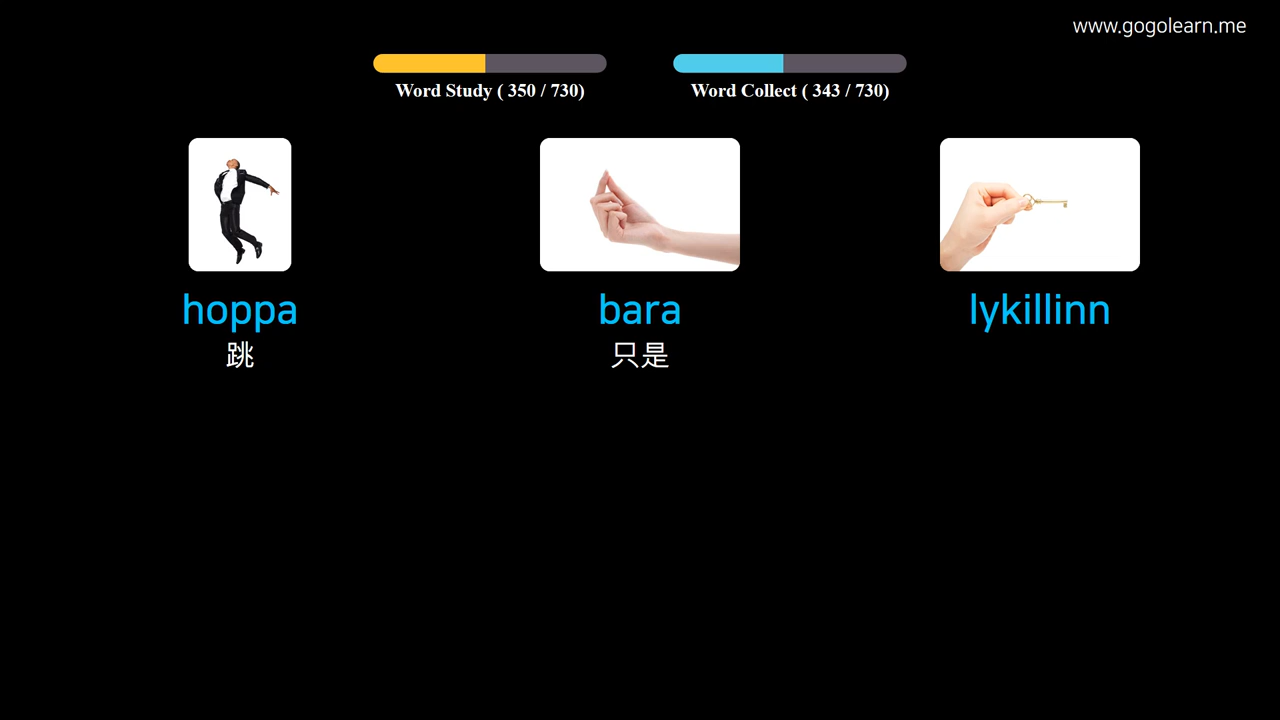 www.gogolearn.me
Word Study ( 350 / 730)
Word Collect ( 343 / 730)
hoppa
bara
lykillinn
跳
只是